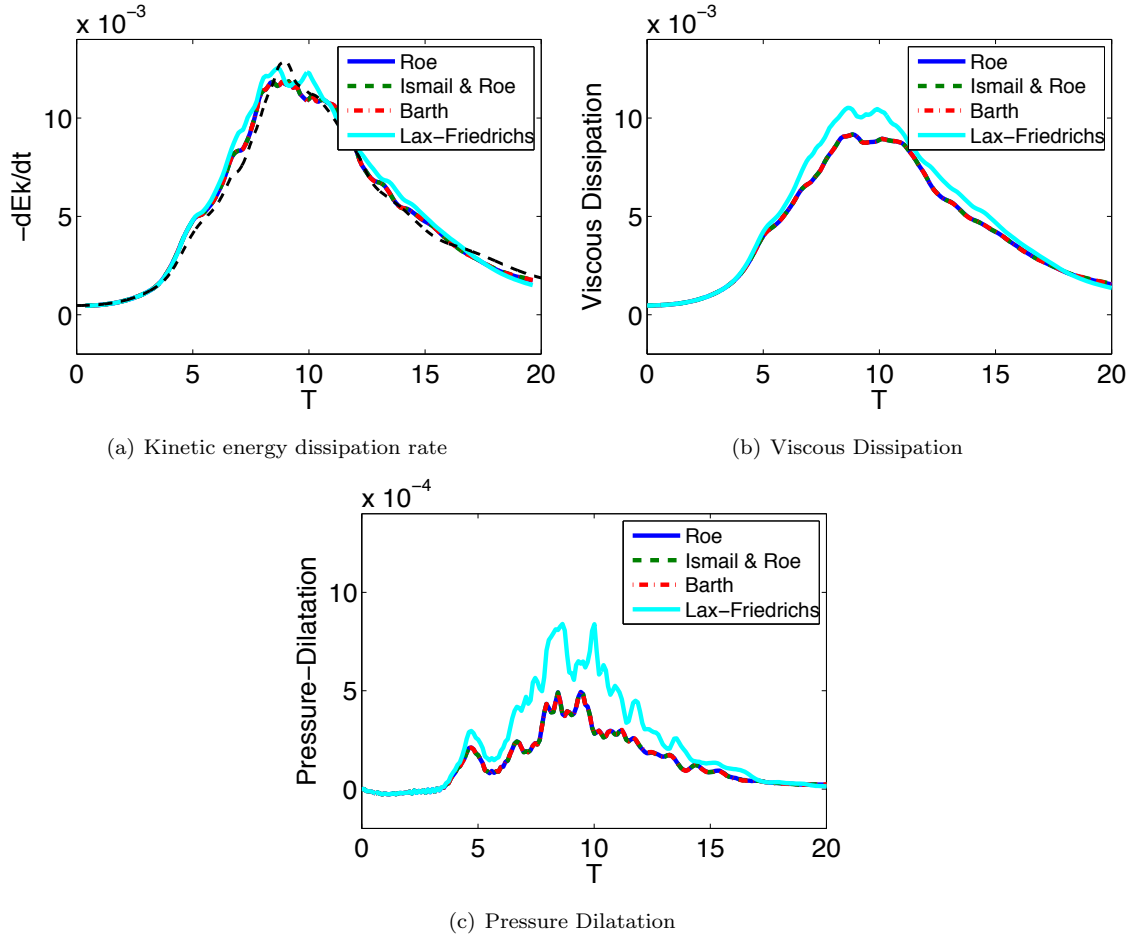 x 10⁻³
Roe
Ismail & Roe
Barth
Lax−Friedrichs
10
5
0
-dEk/dt
0 5 10 15 20
T
(a) Kinetic energy dissipation rate
x 10⁻³
Roe
Ismail & Roe
Barth
Lax−Friedrichs
10
5
0
Viscous Dissipation
0 5 10 15 20
T
(b) Viscous Dissipation
x 10⁻⁴
Roe
Ismail & Roe
Barth
Lax−Friedrichs
10
5
0
Pressure−Dilatation
0 5 10 15 20
T
(c) Pressure Dilatation